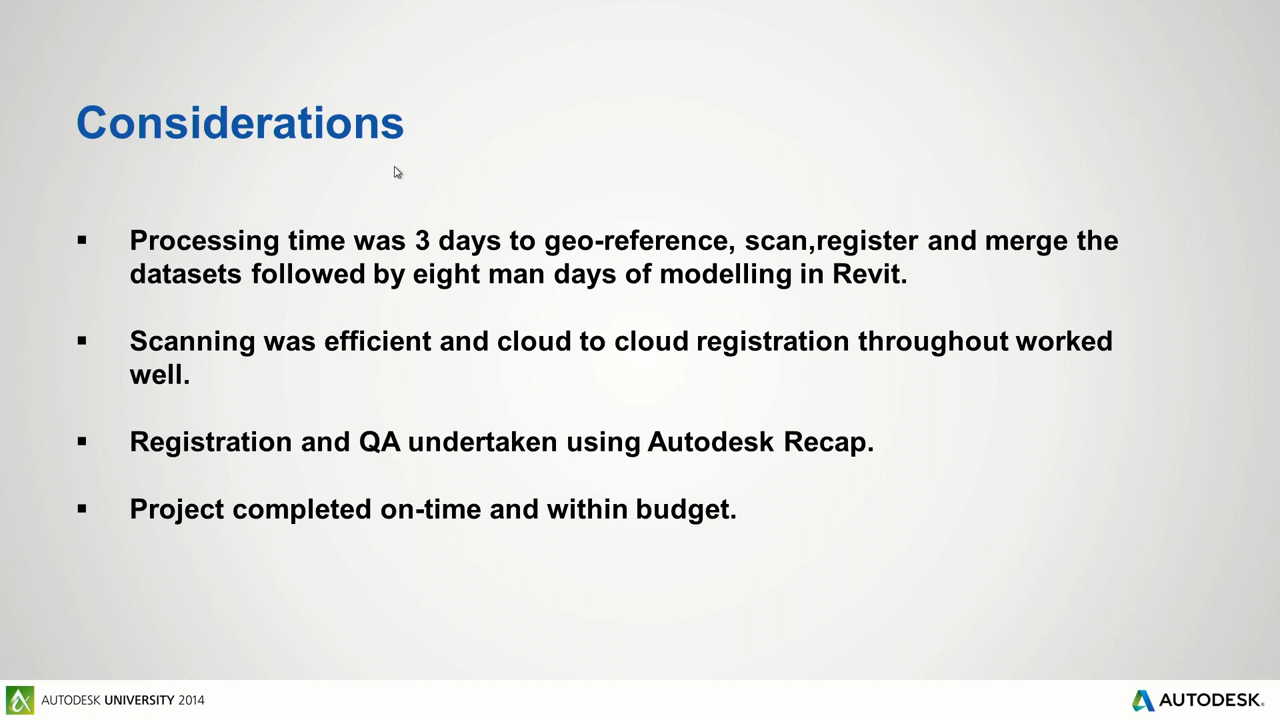 Considerations
▪ Processing time was 3 days to geo-reference, scan,register and merge the
datasets followed by eight man days of modelling in Revit.
▪ Scanning was efficient and cloud to cloud registration throughout worked
well.
▪ Registration and QA undertaken using Autodesk Recap.
▪ Project completed on-time and within budget.
AUTODESK UNIVERSITY 2014
AUTODESK.